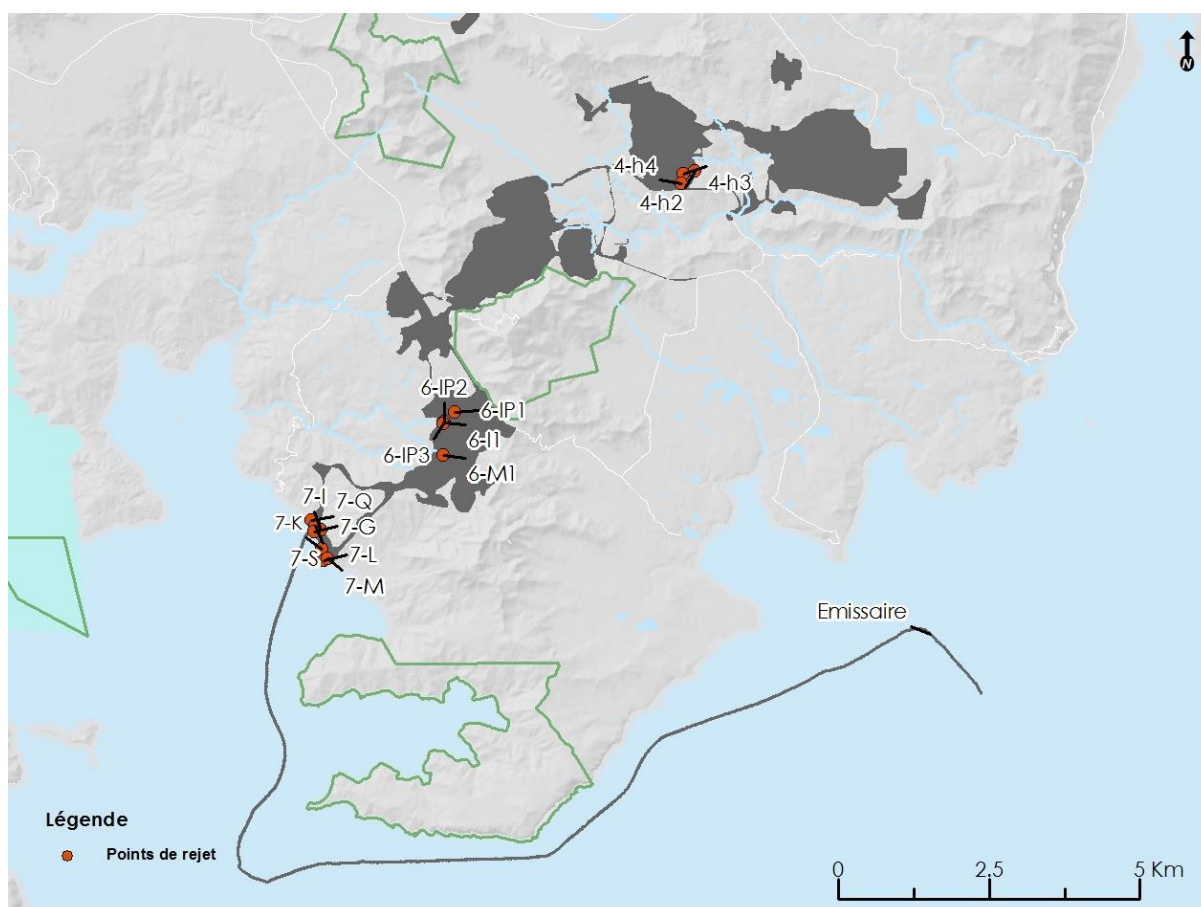 N
4-h4
4-h3
4-h2
6-IP2
6-IP1
6-I1
6-IP3
6-M1
7-I
7-Q
7-K
7-G
7-S
7-L
7-M
Emissaire
Légende
Points de rejet
0 2.5 5 Km